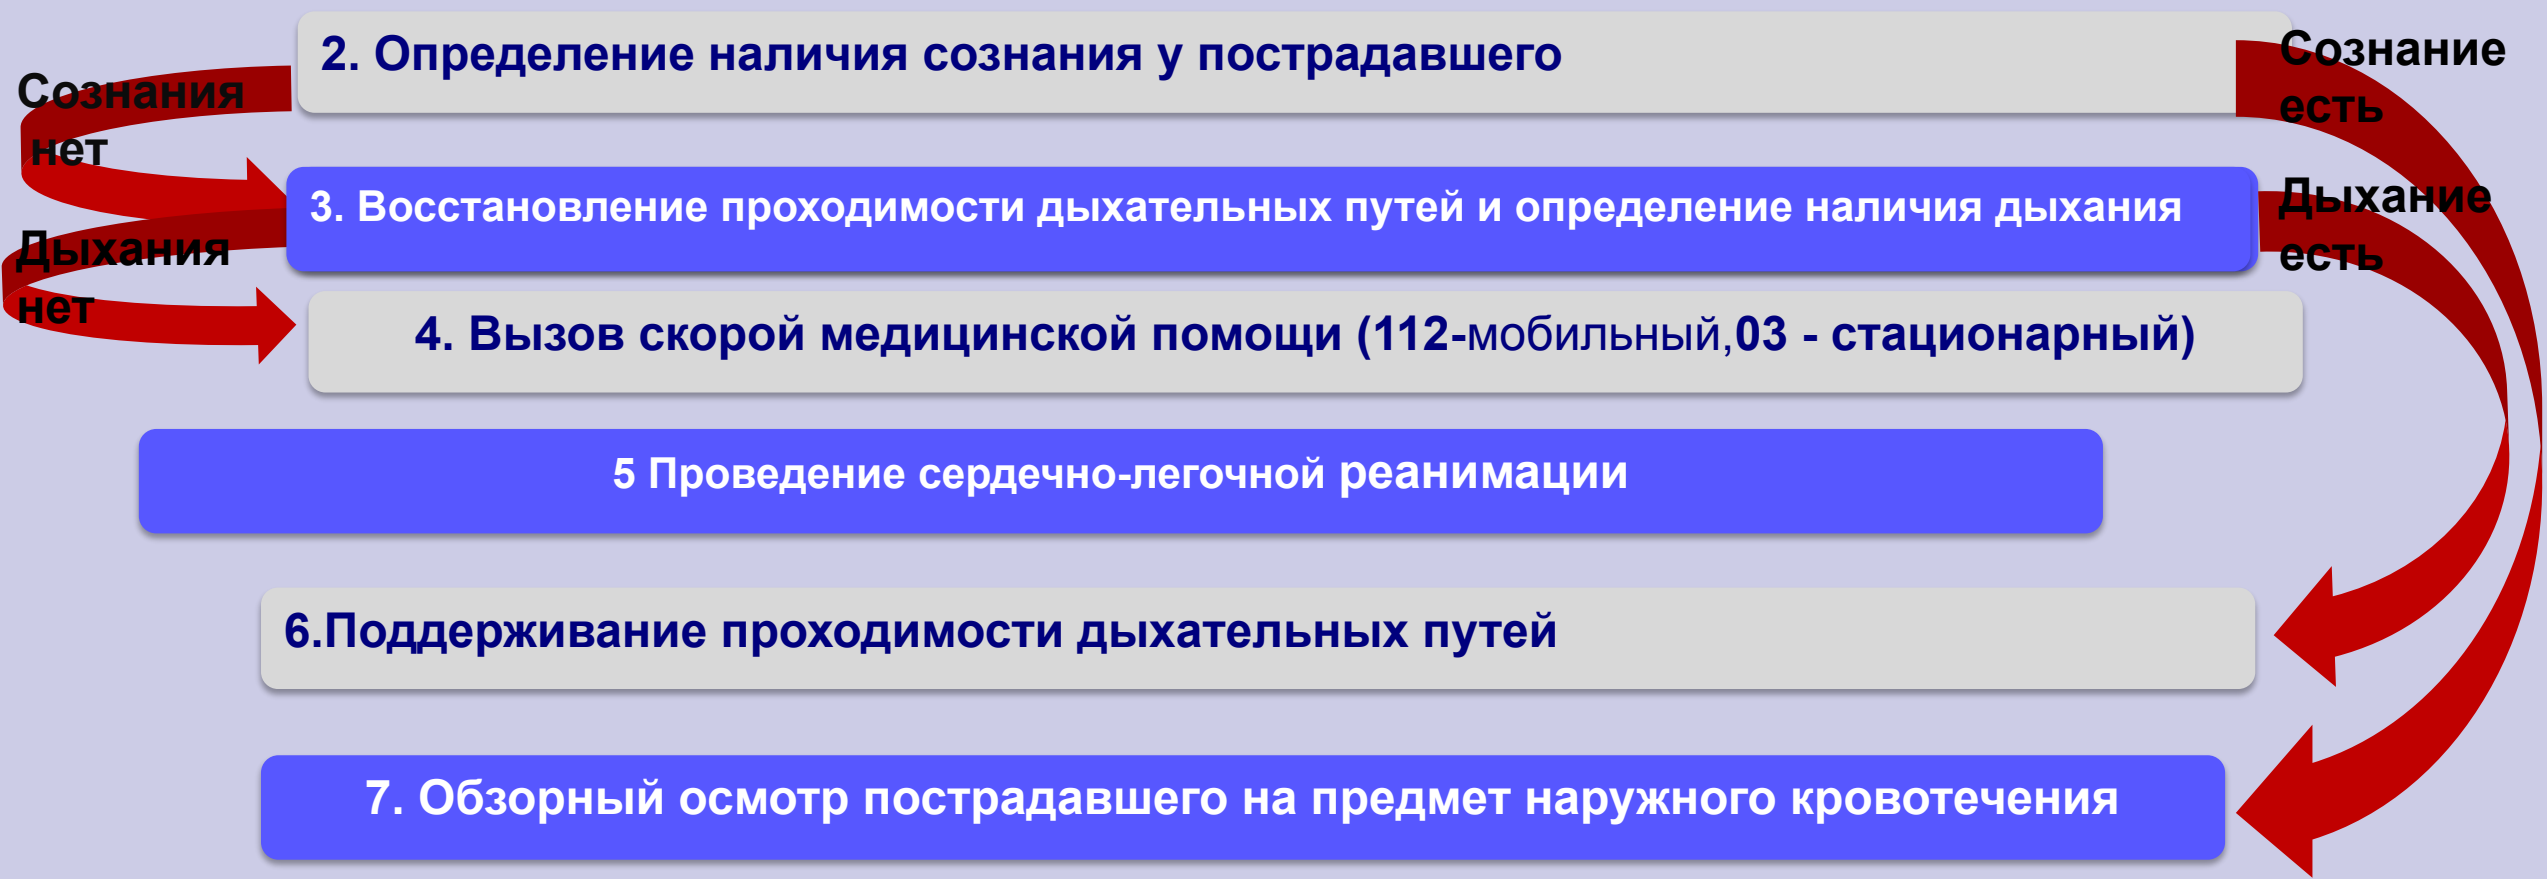 2. Определение наличия сознания у пострадавшего
Сознание
есть
Сознания
нет
3. Восстановление проходимости дыхательных путей и определение наличия дыхания
Дыхание
есть
Дыхания
нет
4. Вызов скорой медицинской помощи (112-мобильный,03 - стационарный)
5 Проведение сердечно-легочной реанимации
6.Поддерживание проходимости дыхательных путей
7. Обзорный осмотр пострадавшего на предмет наружного кровотечения